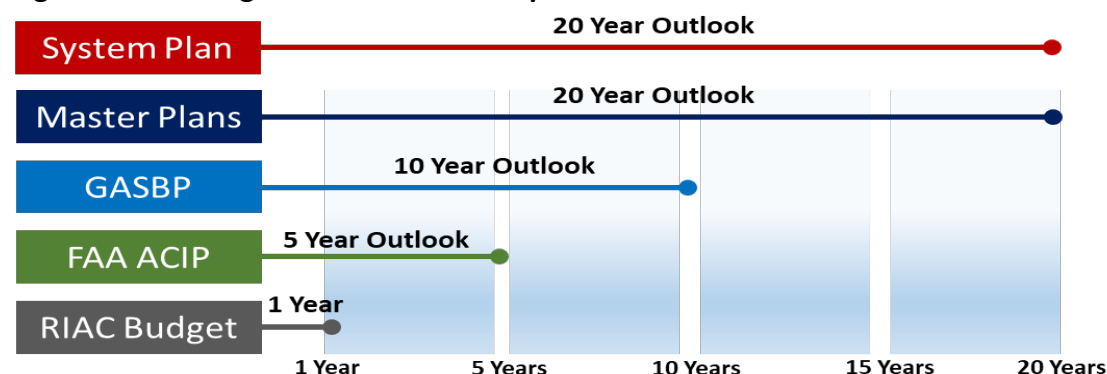 System Plan
20 Year Outlook
Master Plans
20 Year Outlook
GASBP
10 Year Outlook
FAA ACIP
5 Year Outlook
RIAC Budget
1 Year
1 Year 5 Years 10 Years 15 Years 20 Years